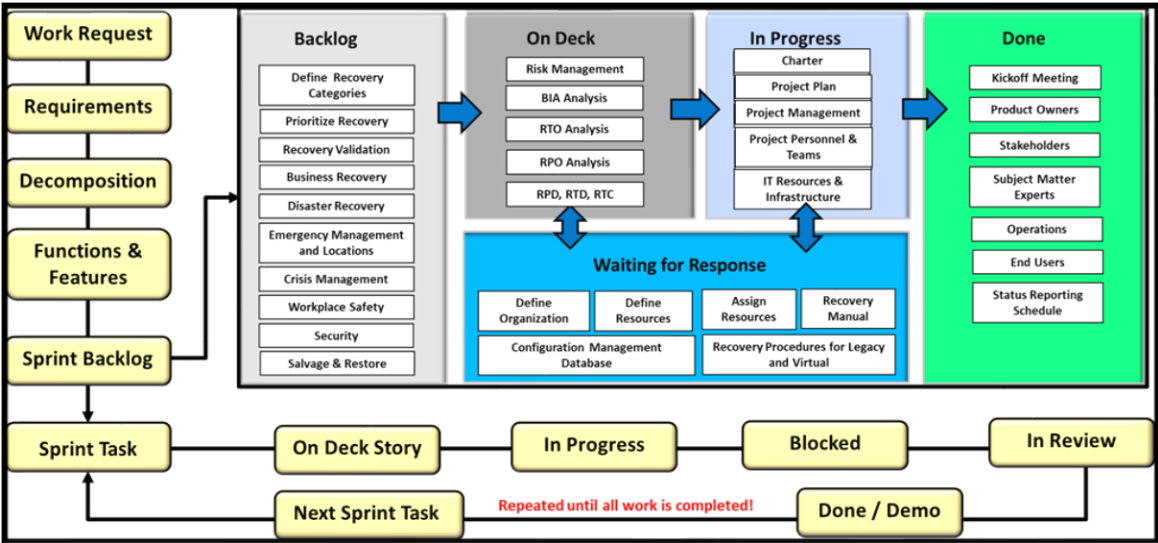 Work Request
Requirements
Decomposition
Functions &
Features
Sprint Backlog
Backlog
Define Recovery
Categories
Prioritize Recovery
Recovery Validation
Business Recovery
Disaster Recovery
Emergency Management
and Locations
Crisis Management
Workplace Safety
Security
Salvage & Restore
On Deck
Risk Management
BIA Analysis
RTO Analysis
RPO Analysis
RPD, RTD, RTC
In Progress
Charter
Project Plan
Project Management
Project Personnel &
Teams
IT Resources &
Infrastructure
Waiting for Response
Define
Organization
Define
Resources
Assign
Resources
Recovery
Manual
Configuration Management
Database
Recovery Procedures for Legacy
and Virtual
Done
Kickoff Meeting
Product Owners
Stakeholders
Subject Matter
Experts
Operations
End Users
Status Reporting
Schedule
Sprint Task
On Deck Story
In Progress
Blocked
In Review
Next Sprint Task
Repeated until all work is completed!
Done / Demo